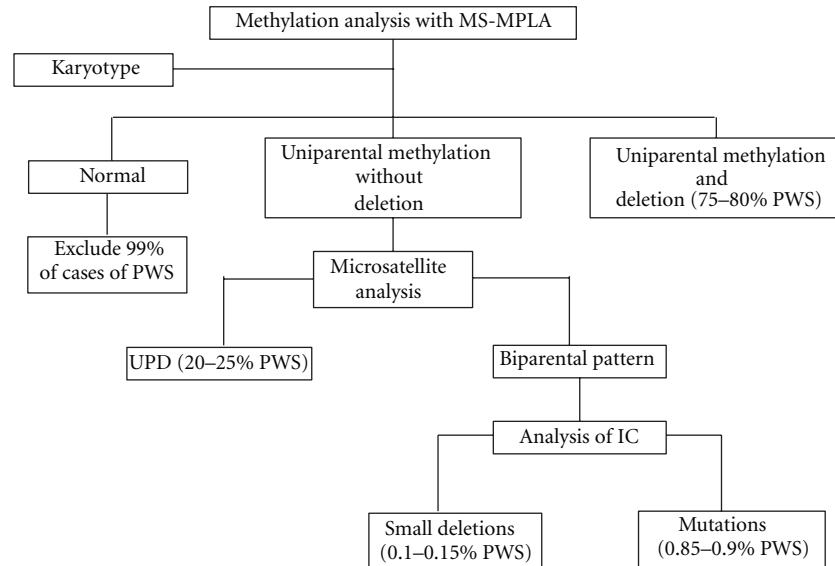 Methylation analysis with MS-MPLA
Karyotype
Normal
Uniparental methylation
without
deletion
Uniparental methylation
and
deletion (75–80% PWS)
Exclude 99%
of cases of PWS
Microsatellite
analysis
UPD (20–25% PWS)
Biparental pattern
Analysis of IC
Small deletions
(0.1–0.15% PWS)
Mutations
(0.85–0.9% PWS)